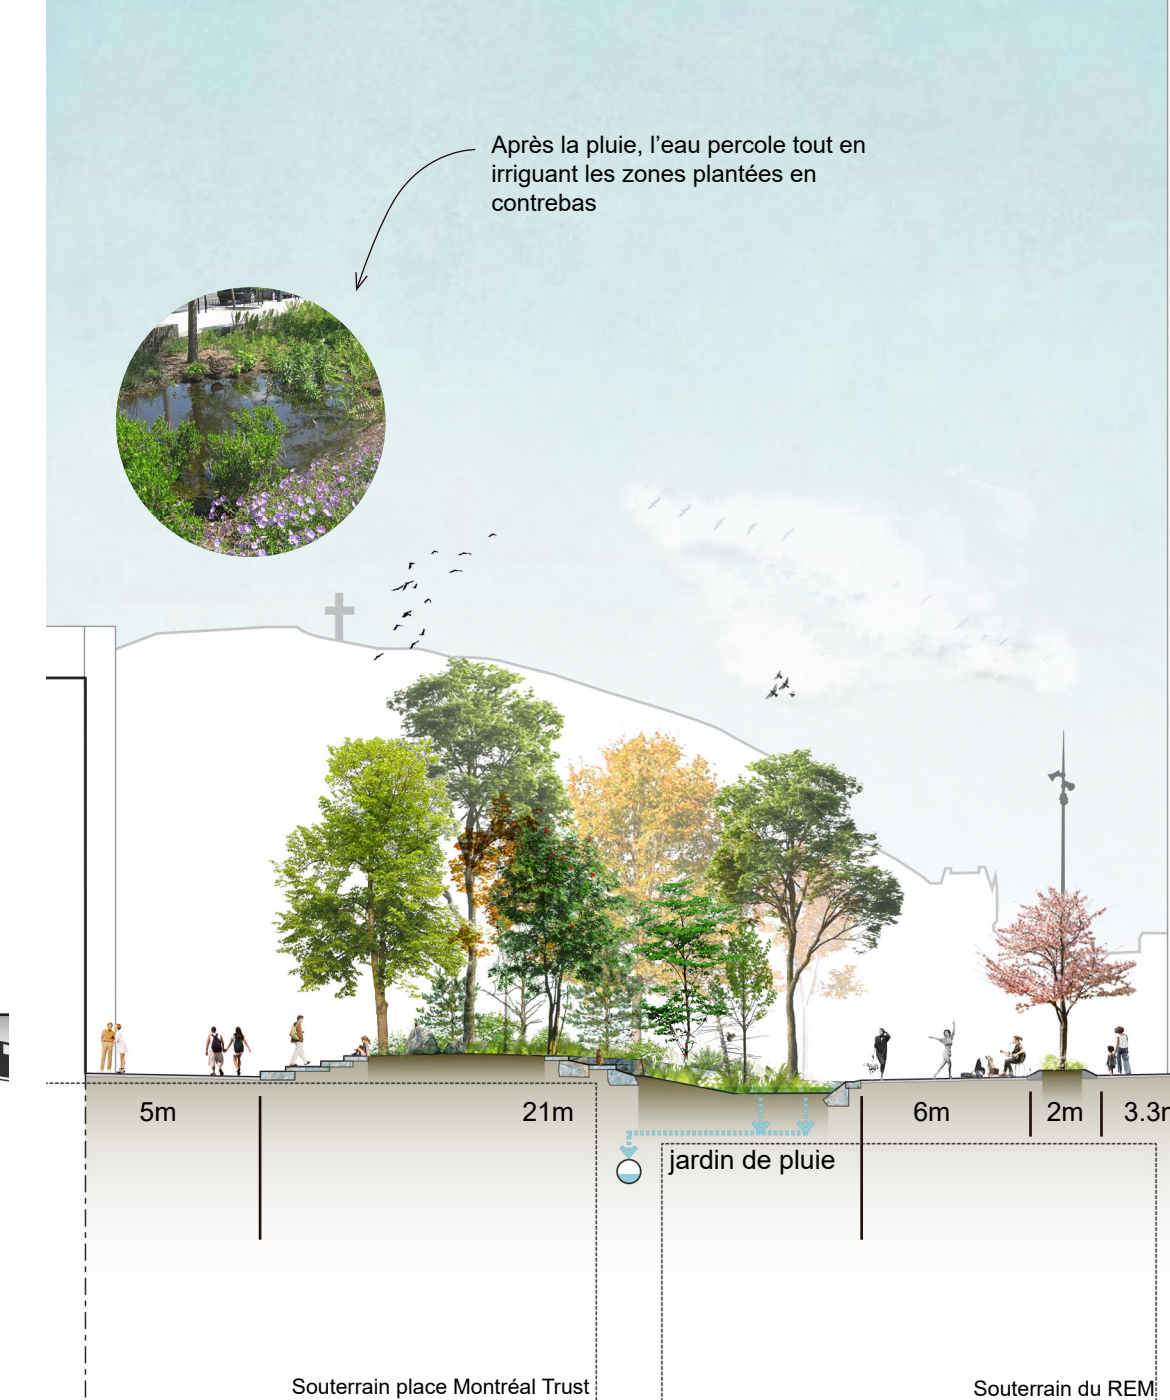 Après la pluie, l’eau percole tout en
irriguant les zones plantées en
contrebas
5m
21m
6m
2m
jardin de pluie
Souterrain place Montréal Trust
Souterrain du REM